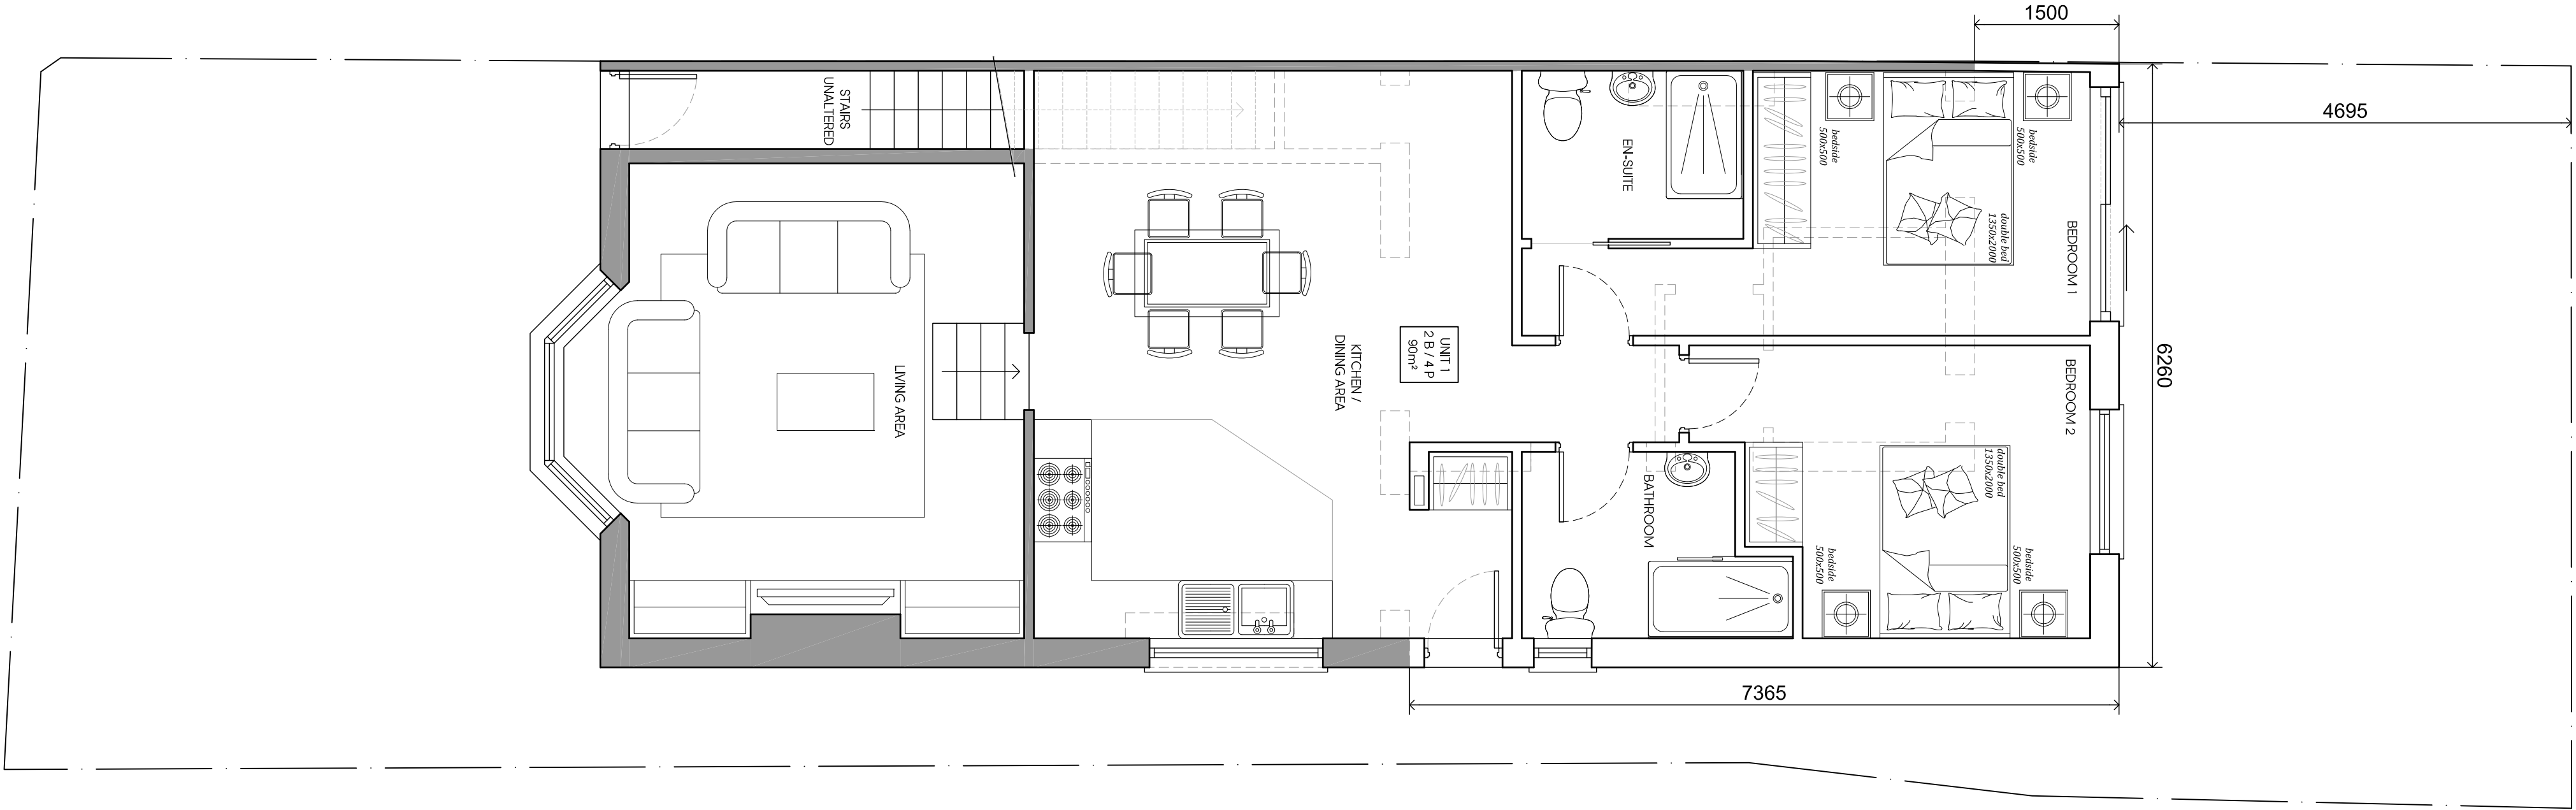 1500
4695
6260
7365
STAIRS
UNALTERED
LIVING AREA
KITCHEN /
DINING AREA
UNIT 1
2 B / 4 P
90m²
EN-SUITE
bedside
500x500
bedside
500x500
double bed
1350x2000
BEDROOM 1
BEDROOM 2
double bed
1350x2000
BATHROOM
bedside
500x500
bedside
500x500